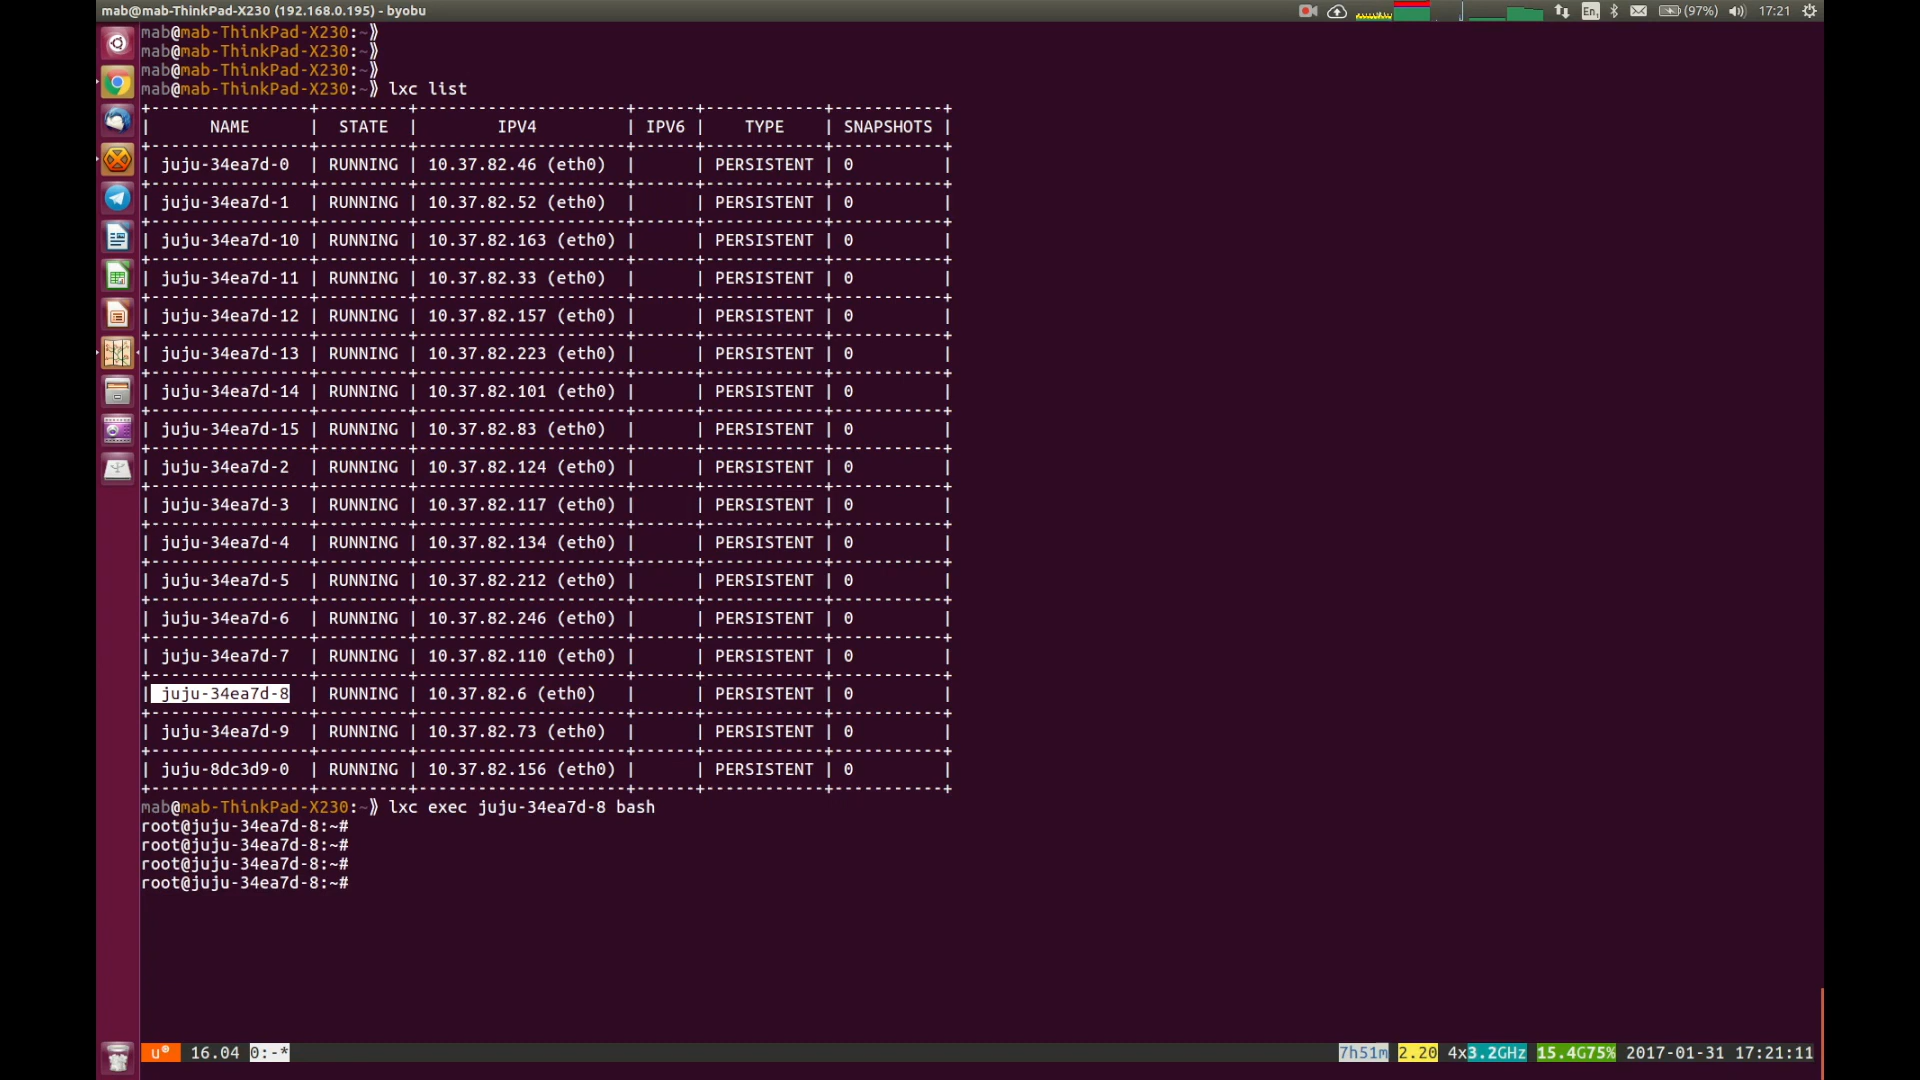 mab@mab-ThinkPad-X230 (192.168.0.195) - byobu
En1
(97%)
17:21
mab@mab-ThinkPad-X230:~⟫
mab@mab-ThinkPad-X230:~⟫
mab@mab-ThinkPad-X230:~⟫
mab@mab-ThinkPad-X230:~⟫ lxc list
+----------------+---------+---------------------+------+------------+-----------+
|      NAME      |  STATE  |        IPV4         | IPV6 |    TYPE    | SNAPSHOTS |
+----------------+---------+---------------------+------+------------+-----------+
| juju-34ea7d-0  | RUNNING | 10.37.82.46 (eth0)  |      | PERSISTENT | 0         |
+----------------+---------+---------------------+------+------------+-----------+
| juju-34ea7d-1  | RUNNING | 10.37.82.52 (eth0)  |      | PERSISTENT | 0         |
+----------------+---------+---------------------+------+------------+-----------+
| juju-34ea7d-10 | RUNNING | 10.37.82.163 (eth0) |      | PERSISTENT | 0         |
+----------------+---------+---------------------+------+------------+-----------+
| juju-34ea7d-11 | RUNNING | 10.37.82.33 (eth0)  |      | PERSISTENT | 0         |
+----------------+---------+---------------------+------+------------+-----------+
| juju-34ea7d-12 | RUNNING | 10.37.82.157 (eth0) |      | PERSISTENT | 0         |
+----------------+---------+---------------------+------+------------+-----------+
| juju-34ea7d-13 | RUNNING | 10.37.82.223 (eth0) |      | PERSISTENT | 0         |
+----------------+---------+---------------------+------+------------+-----------+
| juju-34ea7d-14 | RUNNING | 10.37.82.101 (eth0) |      | PERSISTENT | 0         |
+----------------+---------+---------------------+------+------------+-----------+
| juju-34ea7d-15 | RUNNING | 10.37.82.83 (eth0)  |      | PERSISTENT | 0         |
+----------------+---------+---------------------+------+------------+-----------+
| juju-34ea7d-2  | RUNNING | 10.37.82.124 (eth0) |      | PERSISTENT | 0         |
+----------------+---------+---------------------+------+------------+-----------+
| juju-34ea7d-3  | RUNNING | 10.37.82.117 (eth0) |      | PERSISTENT | 0         |
+----------------+---------+---------------------+------+------------+-----------+
| juju-34ea7d-4  | RUNNING | 10.37.82.134 (eth0) |      | PERSISTENT | 0         |
+----------------+---------+---------------------+------+------------+-----------+
| juju-34ea7d-5  | RUNNING | 10.37.82.212 (eth0) |      | PERSISTENT | 0         |
+----------------+---------+---------------------+------+------------+-----------+
| juju-34ea7d-6  | RUNNING | 10.37.82.246 (eth0) |      | PERSISTENT | 0         |
+----------------+---------+---------------------+------+------------+-----------+
| juju-34ea7d-7  | RUNNING | 10.37.82.110 (eth0) |      | PERSISTENT | 0         |
+----------------+---------+---------------------+------+------------+-----------+
| juju-34ea7d-8  | RUNNING | 10.37.82.6 (eth0)   |      | PERSISTENT | 0         |
+----------------+---------+---------------------+------+------------+-----------+
| juju-34ea7d-9  | RUNNING | 10.37.82.73 (eth0)  |      | PERSISTENT | 0         |
+----------------+---------+---------------------+------+------------+-----------+
| juju-8dc3d9-0  | RUNNING | 10.37.82.156 (eth0) |      | PERSISTENT | 0         |
+----------------+---------+---------------------+------+------------+-----------+
mab@mab-ThinkPad-X230:~⟫ lxc exec juju-34ea7d-8 bash
root@juju-34ea7d-8:~#
root@juju-34ea7d-8:~#
root@juju-34ea7d-8:~#
root@juju-34ea7d-8:~#
u® 16.04 0:-* 7h51m 2.20 4x3.2GHz 15.4G75% 2017-01-31 17:21:11